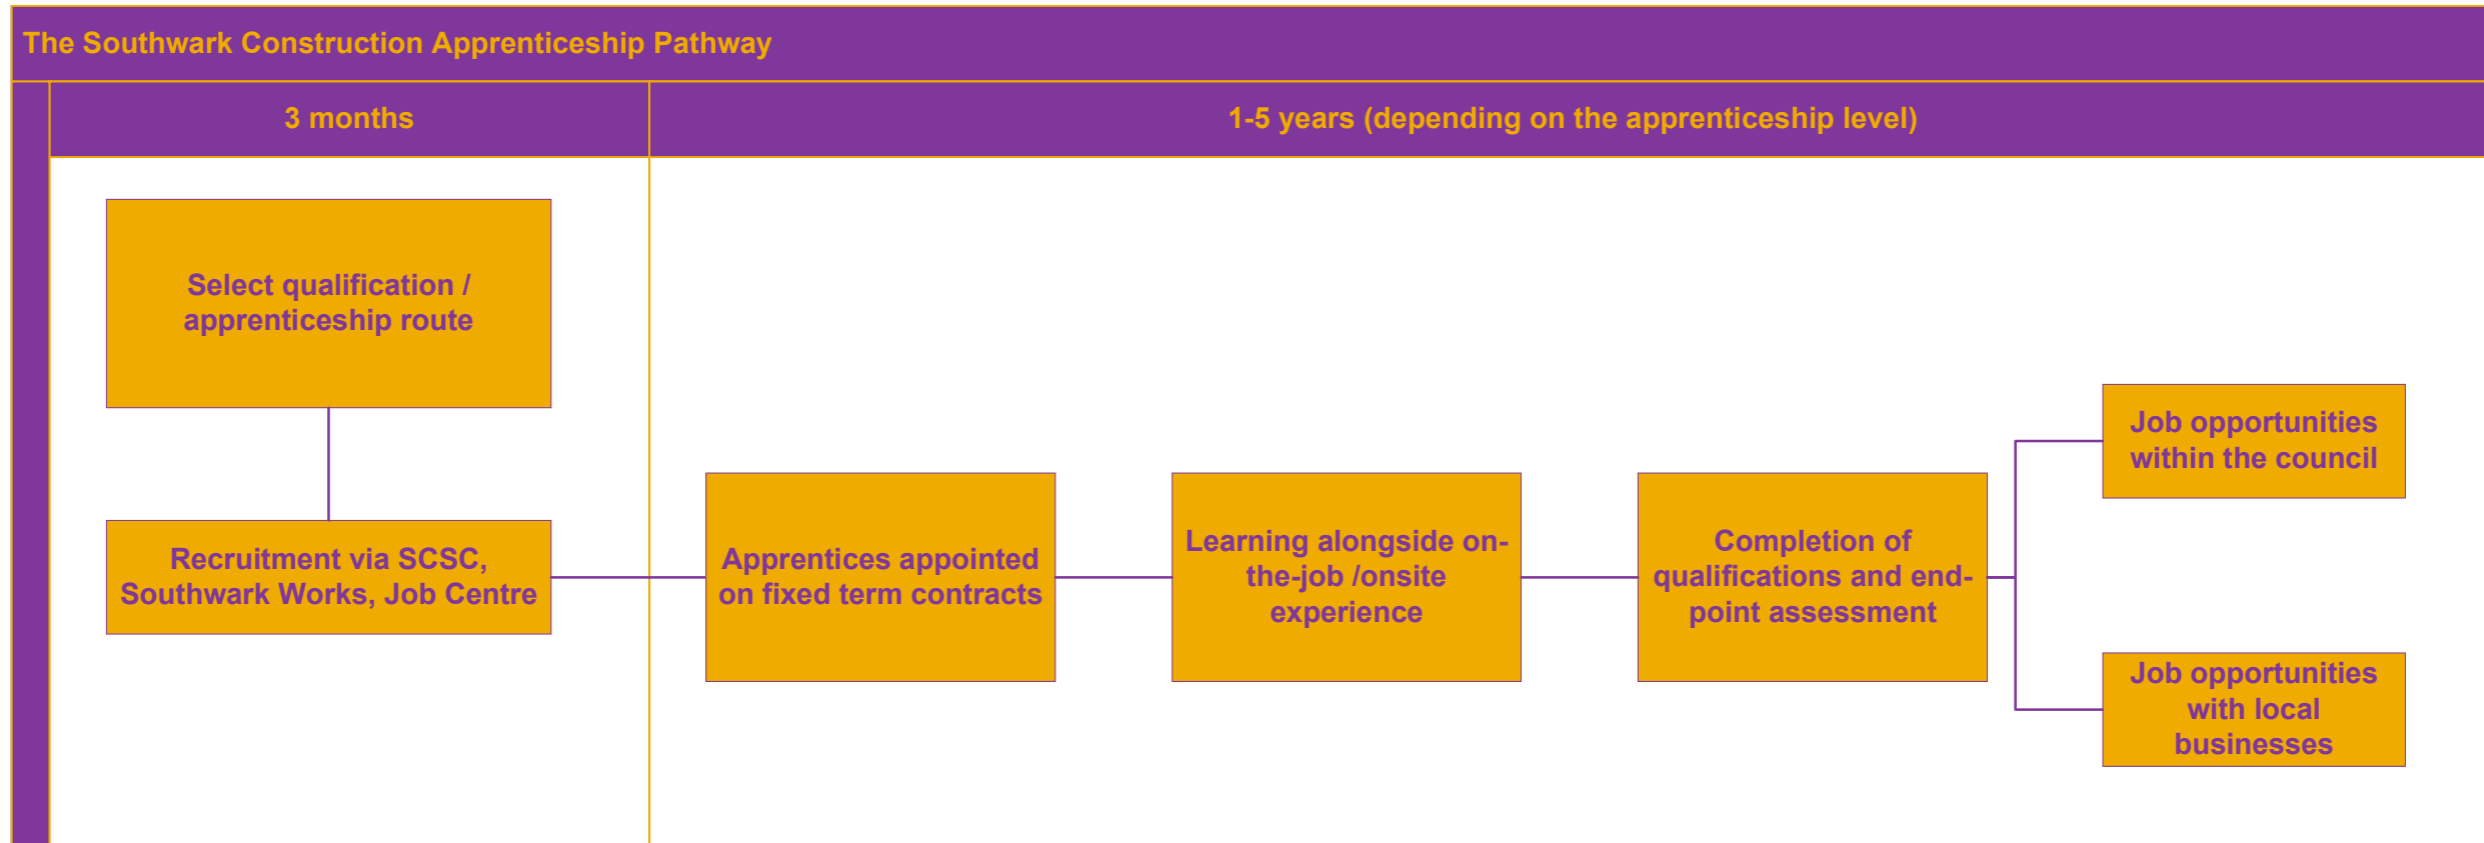 The Southwark Construction Apprenticeship Pathway
3 months
1-5 years (depending on the apprenticeship level)
Select qualification /
apprenticeship route
Recruitment via SCSC,
Southwark Works, Job Centre
Apprentices appointed
on fixed term contracts
Learning alongside on-
the-job /onsite
experience
Completion of
qualifications and end-
point assessment
Job opportunities
within the council
Job opportunities
with local
businesses